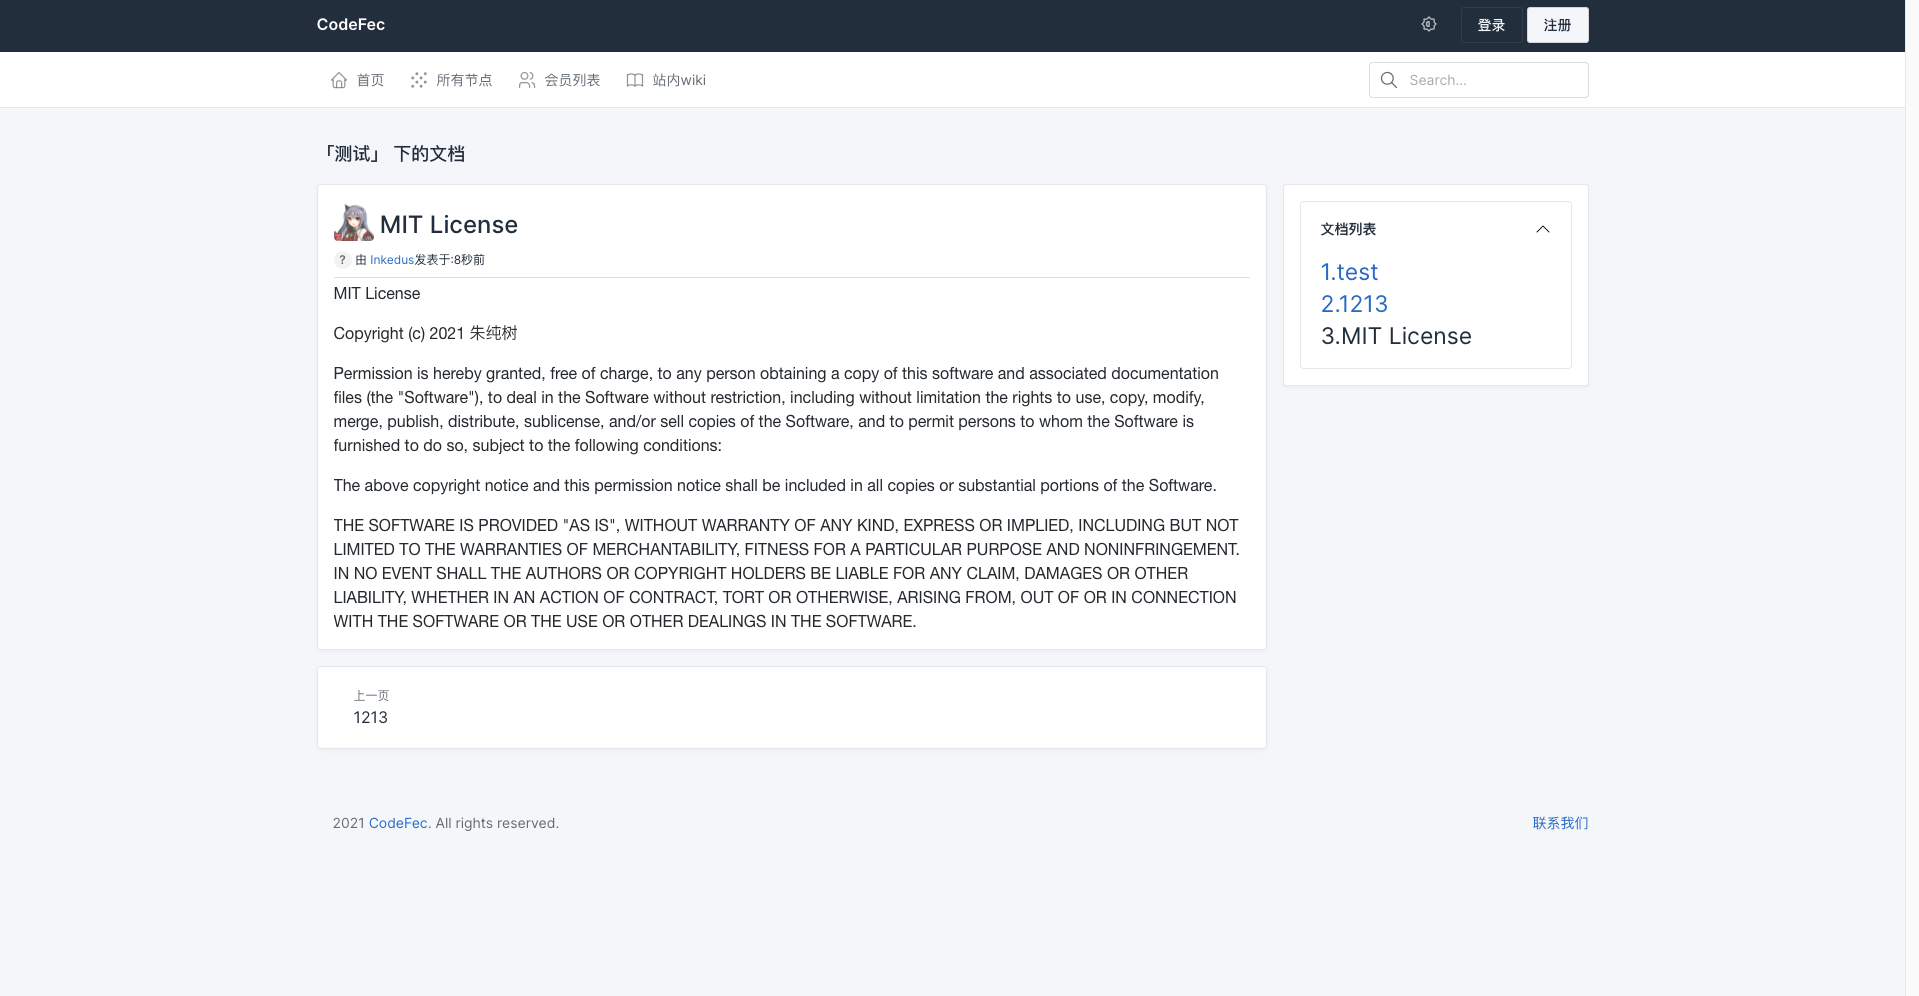 CodeFec
登录
注册
首页
所有节点
会员列表
站内wiki
Search...
「测试」 下的文档
MIT License
? 由 Inkedus发表于:8秒前
MIT License
Copyright (c) 2021 朱纯树
Permission is hereby granted, free of charge, to any person obtaining a copy of this software and associated documentation
files (the "Software"), to deal in the Software without restriction, including without limitation the rights to use, copy, modify,
merge, publish, distribute, sublicense, and/or sell copies of the Software, and to permit persons to whom the Software is
furnished to do so, subject to the following conditions:
The above copyright notice and this permission notice shall be included in all copies or substantial portions of the Software.
THE SOFTWARE IS PROVIDED "AS IS", WITHOUT WARRANTY OF ANY KIND, EXPRESS OR IMPLIED, INCLUDING BUT NOT
LIMITED TO THE WARRANTIES OF MERCHANTABILITY, FITNESS FOR A PARTICULAR PURPOSE AND NONINFRINGEMENT.
IN NO EVENT SHALL THE AUTHORS OR COPYRIGHT HOLDERS BE LIABLE FOR ANY CLAIM, DAMAGES OR OTHER
LIABILITY, WHETHER IN AN ACTION OF CONTRACT, TORT OR OTHERWISE, ARISING FROM, OUT OF OR IN CONNECTION
WITH THE SOFTWARE OR THE USE OR OTHER DEALINGS IN THE SOFTWARE.
上一页
1213
文档列表
1.test
2.1213
3.MIT License
2021 CodeFec. All rights reserved.
联系我们